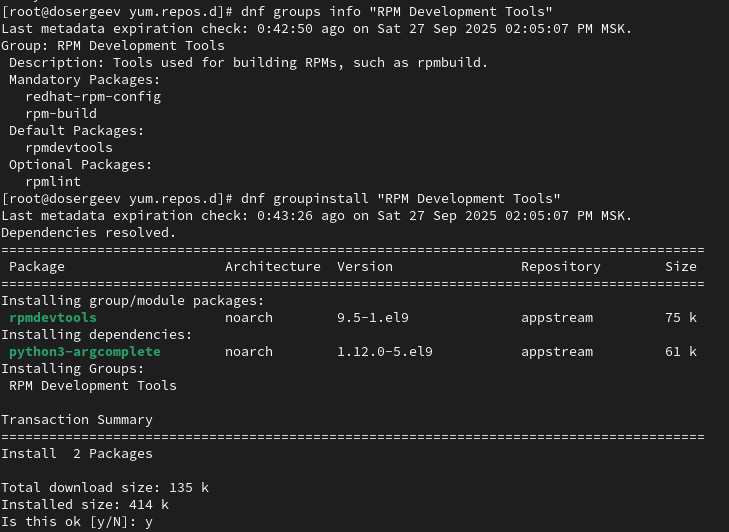 [root@dosergeev yum.repos.d]# dnf groups info "RPM Development Tools"
Last metadata expiration check: 0:42:50 ago on Sat 27 Sep 2025 02:05:07 PM MSK.
Group: RPM Development Tools
 Description: Tools used for building RPMs, such as rpmbuild.
 Mandatory Packages:
   redhat-rpm-config
   rpm-build
 Default Packages:
   rpmdevtools
 Optional Packages:
   rpmlint
[root@dosergeev yum.repos.d]# dnf groupinstall "RPM Development Tools"
Last metadata expiration check: 0:43:26 ago on Sat 27 Sep 2025 02:05:07 PM MSK.
Dependencies resolved.
========================================================================================
 Package                    Architecture  Version                Repository        Size
========================================================================================
Installing group/module packages:
 rpmdevtools                noarch        9.5-1.el9              appstream         75 k
Installing dependencies:
 python3-argcomplete        noarch        1.12.0-5.el9           appstream         61 k
Installing Groups:
 RPM Development Tools

Transaction Summary
========================================================================================
Install  2 Packages

Total download size: 135 k
Installed size: 414 k
Is this ok [y/N]: y